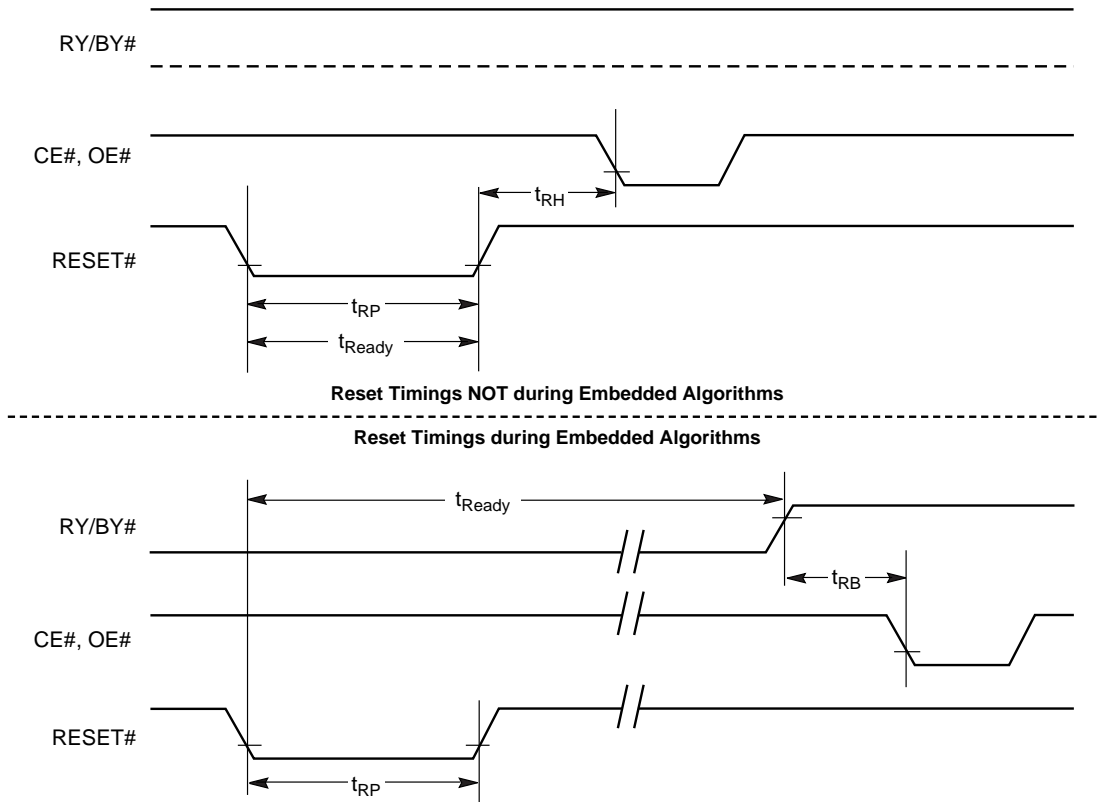 RY/BY#
CE#, OE#
tRH
RESET#
tRP
tReady
Reset Timings NOT during Embedded Algorithms
Reset Timings during Embedded Algorithms
tReady
RY/BY#
tRB
CE#, OE#
RESET#
tRP